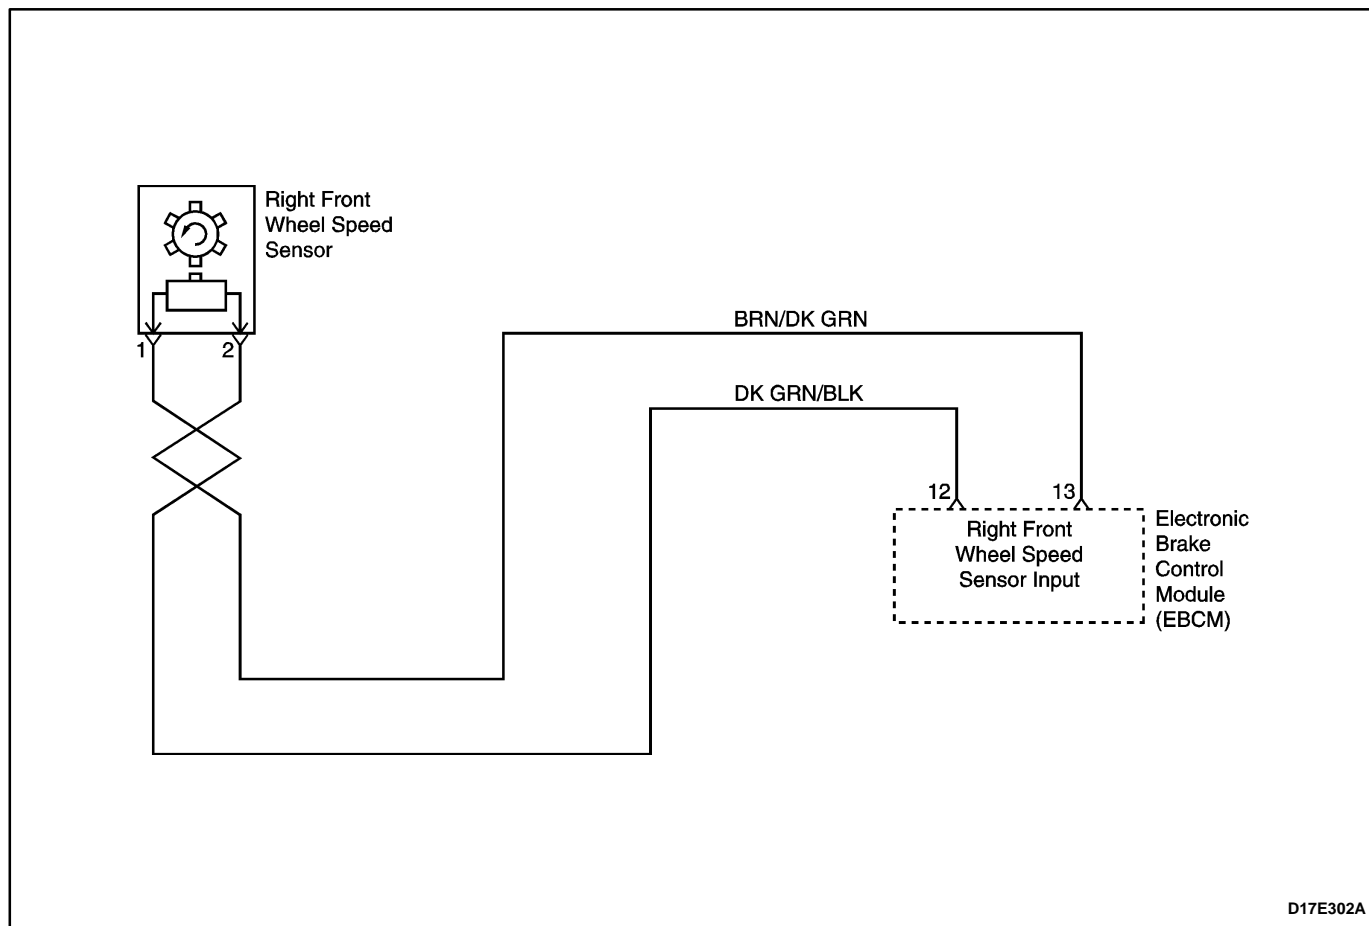 Right Front
Wheel Speed
Sensor
1
2
BRN/DK GRN
DK GRN/BLK
12
13
Right Front
Wheel Speed
Sensor Input
Electronic
Brake
Control
Module
(EBCM)
D17E302A